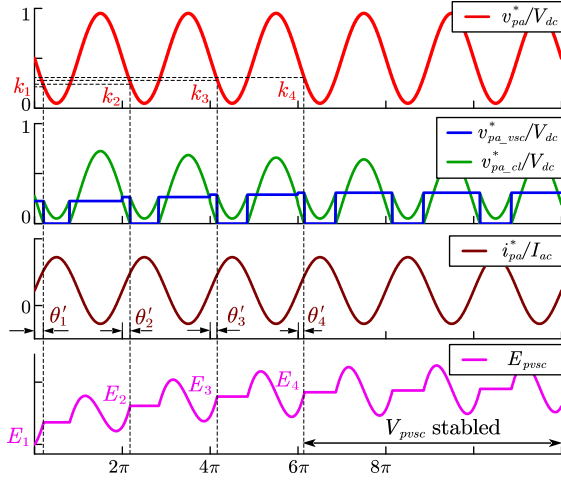 1
v*pa/Vdc
k1
k2
k3
k4
0
1
v*pa_vsc/Vdc
v*pa_cl/Vdc
0
i*pa/Iac
0
θ′1
θ′2
θ′3
θ′4
Epvsc
E1
E2
E3
E4
Vpvsc stabled
2π
4π
6π
8π